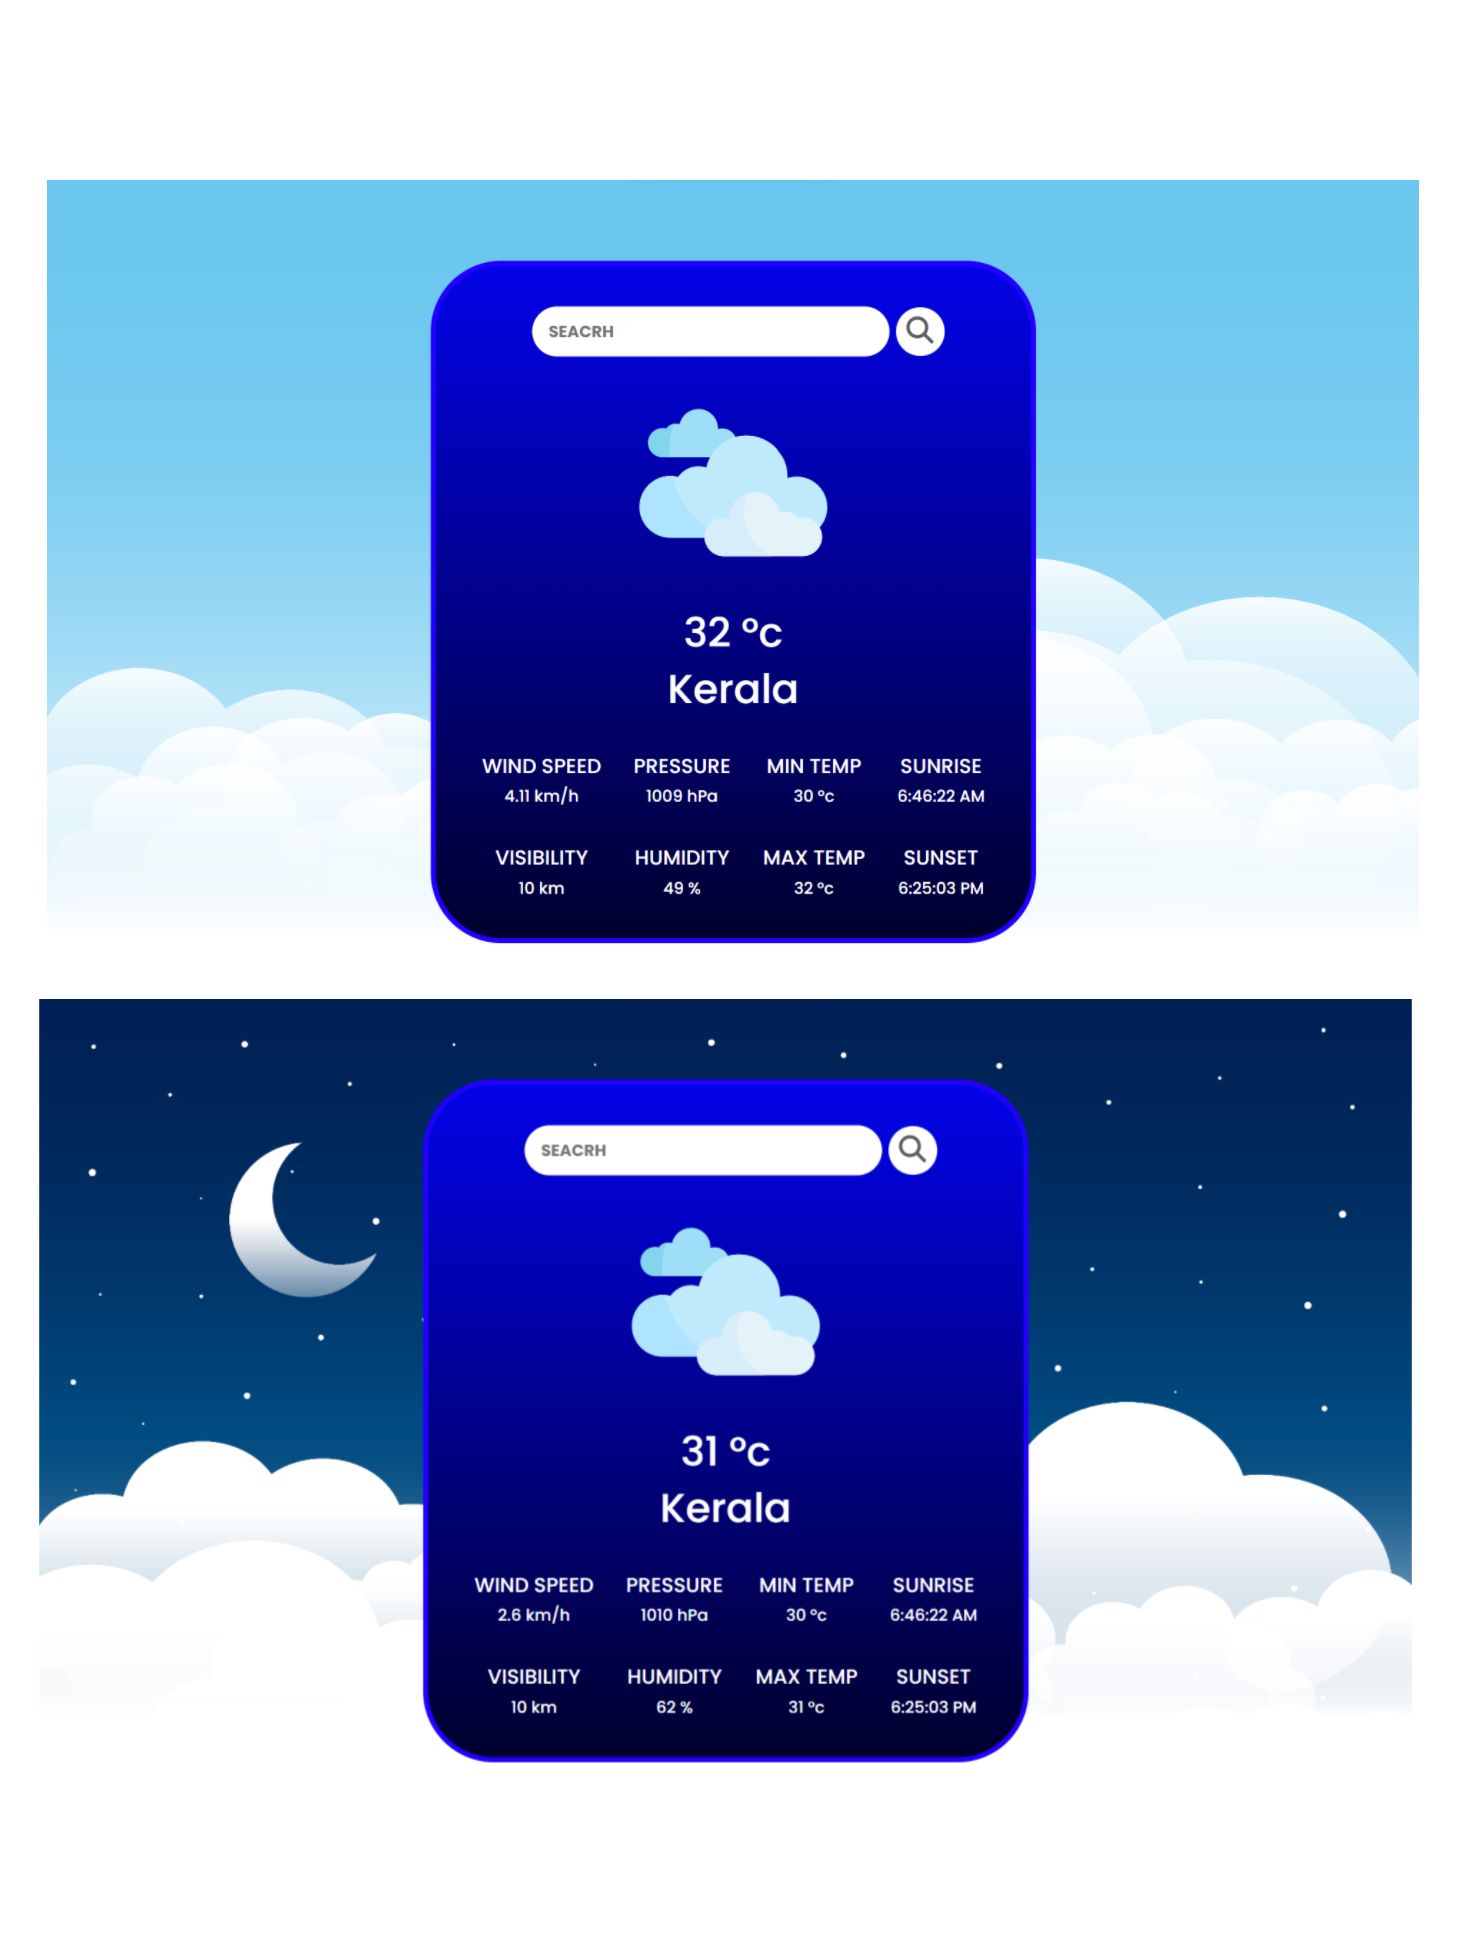 SEACRH
32 °c
Kerala
WIND SPEED PRESSURE MIN TEMP SUNRISE
4.11 km/h 1009 hPa 30 °c 6:46:22 AM
VISIBILITY HUMIDITY MAX TEMP SUNSET
10 km 49 % 32 °c 6:25:03 PM
SEACRH
31 °c
Kerala
WIND SPEED PRESSURE MIN TEMP SUNRISE
2.6 km/h 1010 hPa 30 °c 6:46:22 AM
VISIBILITY HUMIDITY MAX TEMP SUNSET
10 km 62 % 31 °c 6:25:03 PM